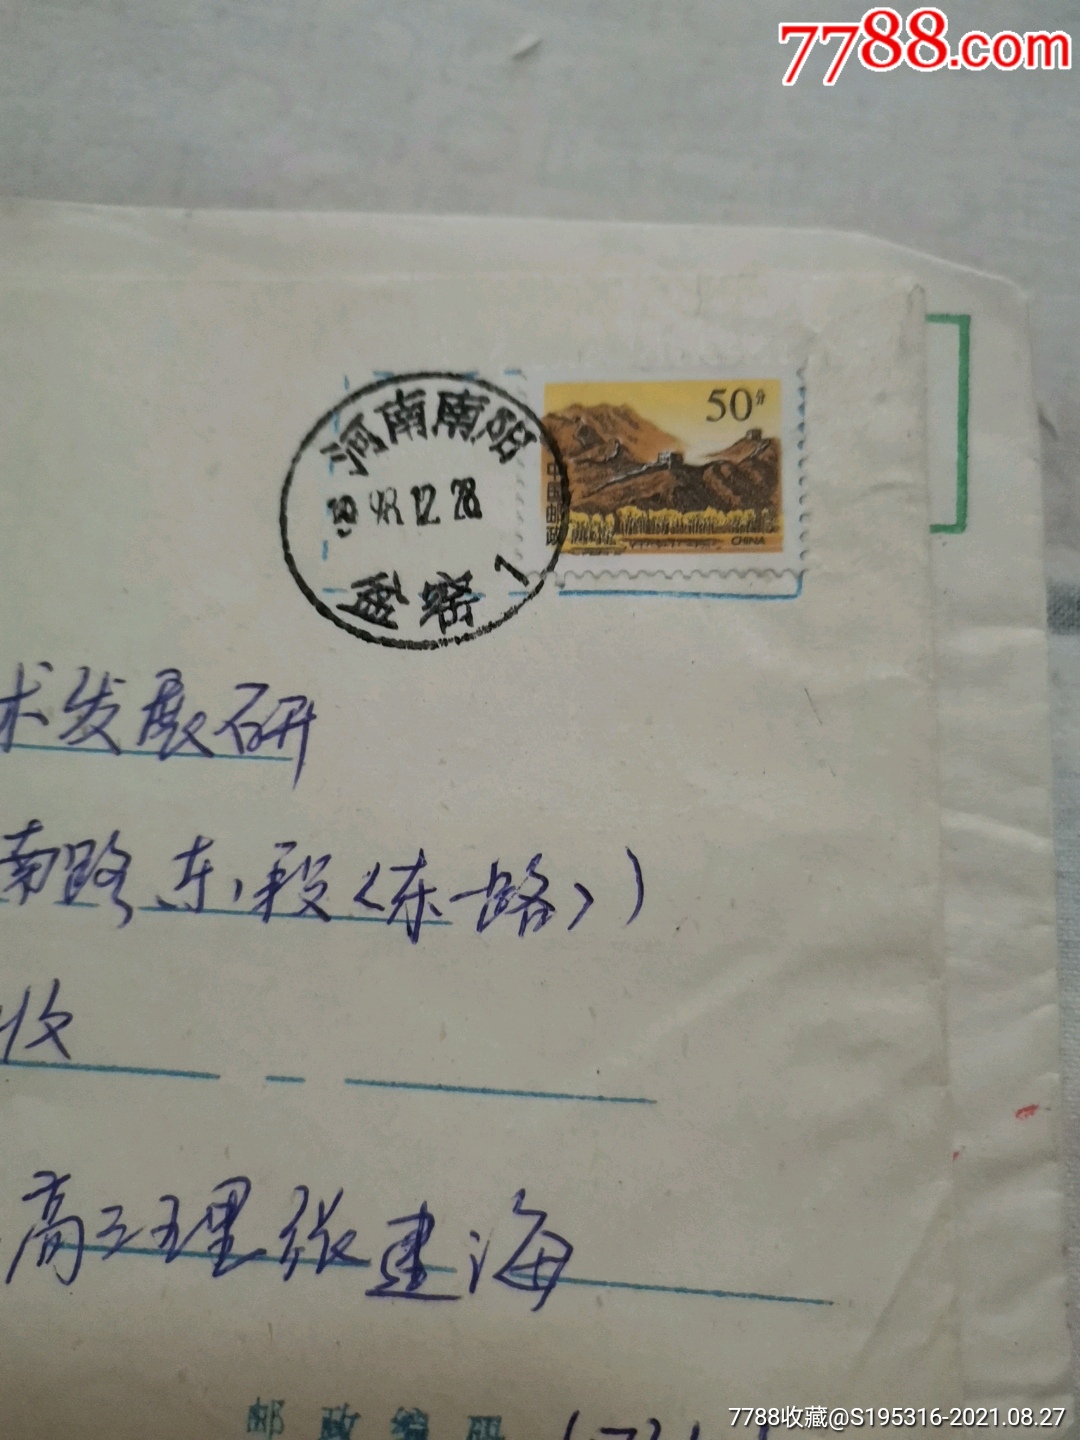 7788.com
50分
中国邮政
CHINA
河南南阳
98.12.28
1
术发展研
南路东段(东一路)
收
高工理张建海
邮政编码
7788收藏@S195316-2021.08.27